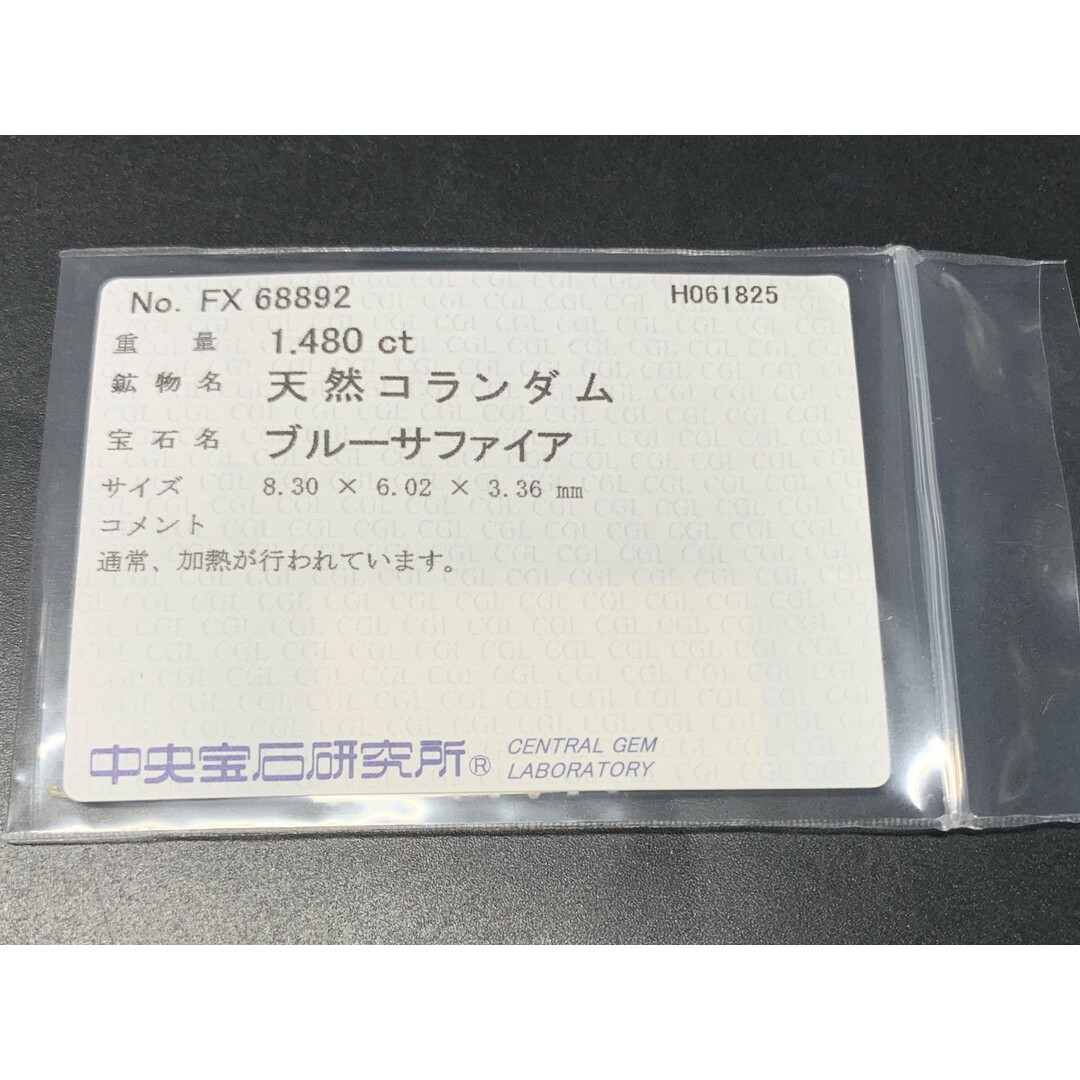 No. FX 68892 H061825
重量 1.480 ct
鉱物名 天然コランダム
宝石名 ブルーサファイア
サイズ 8.30 × 6.02 × 3.36 ㎜
コメント
通常、加熱が行われています。
中央宝石研究所® CENTRAL GEM
LABORATORY